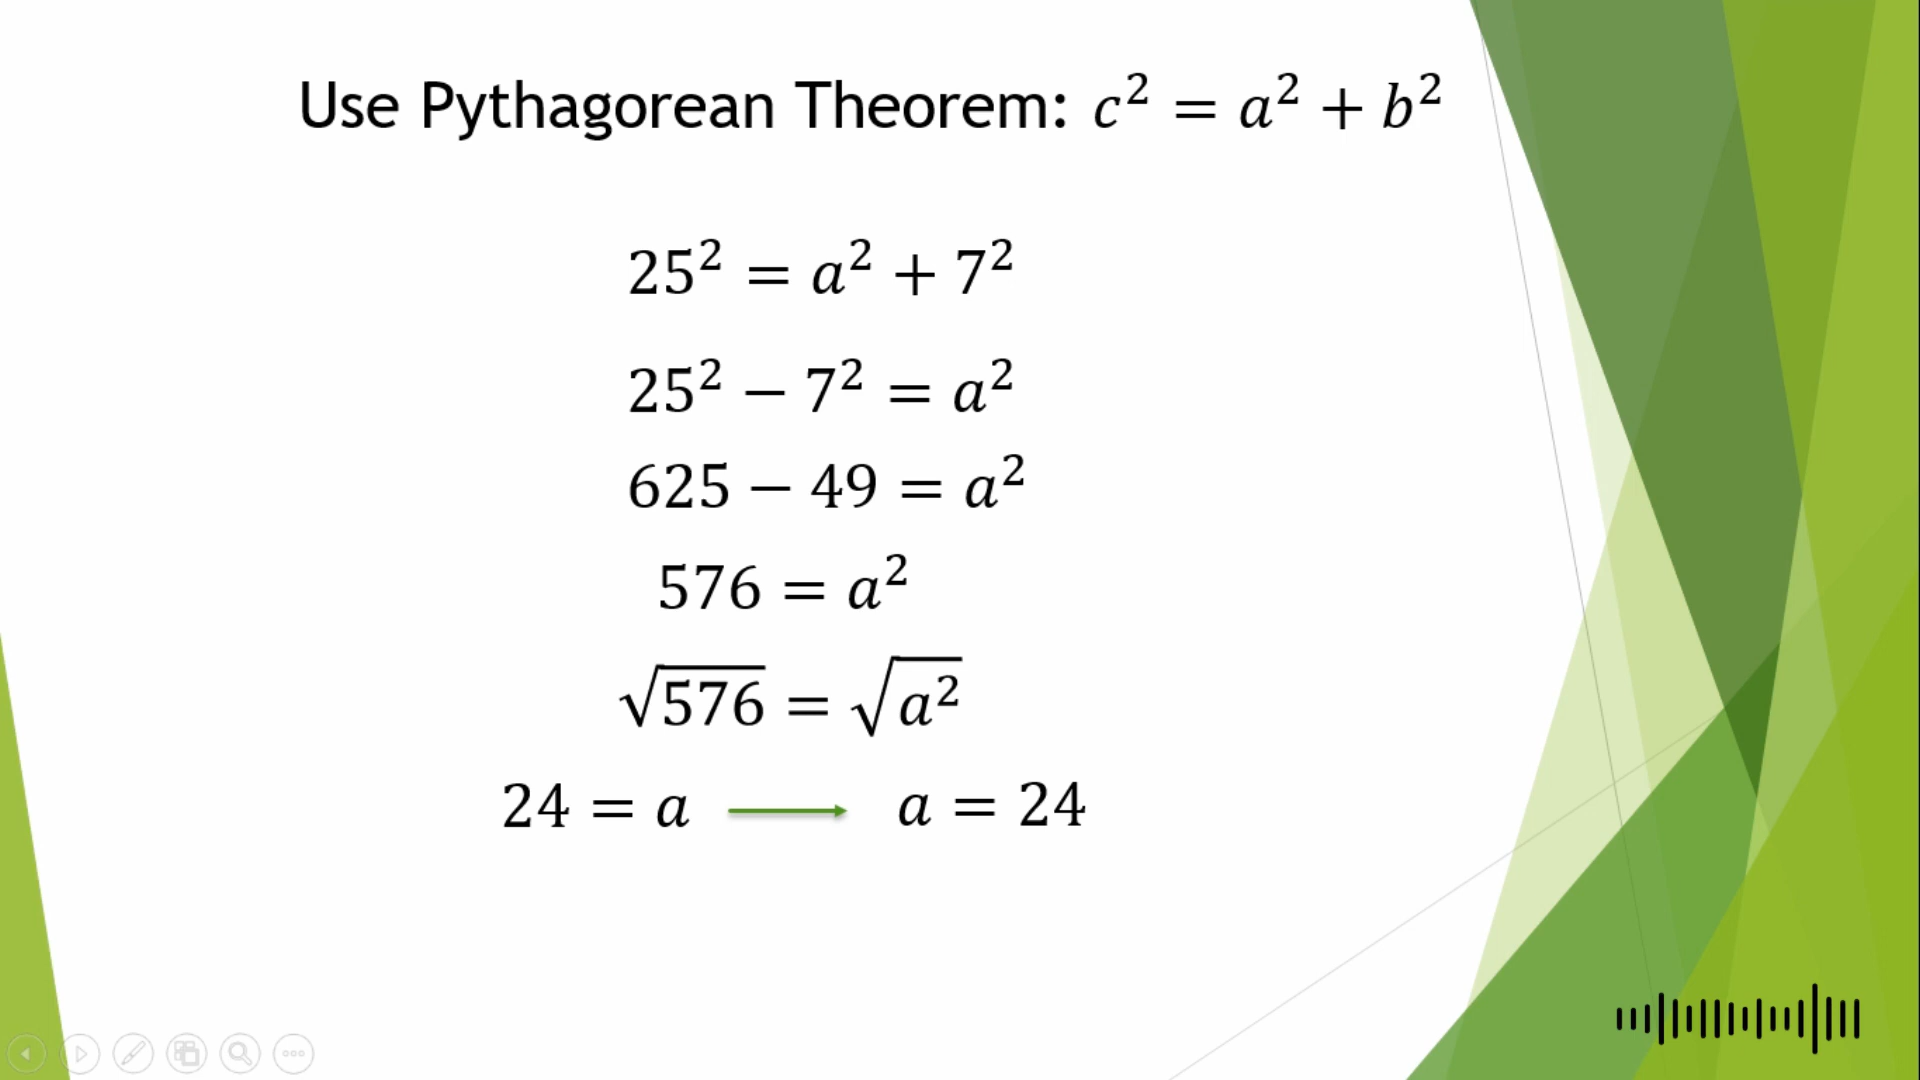 Use Pythagorean Theorem: c² = a² + b²
25² = a² + 7²
25² − 7² = a²
625 − 49 = a²
576 = a²
√576 = √a²
24 = a ⟶ a = 24